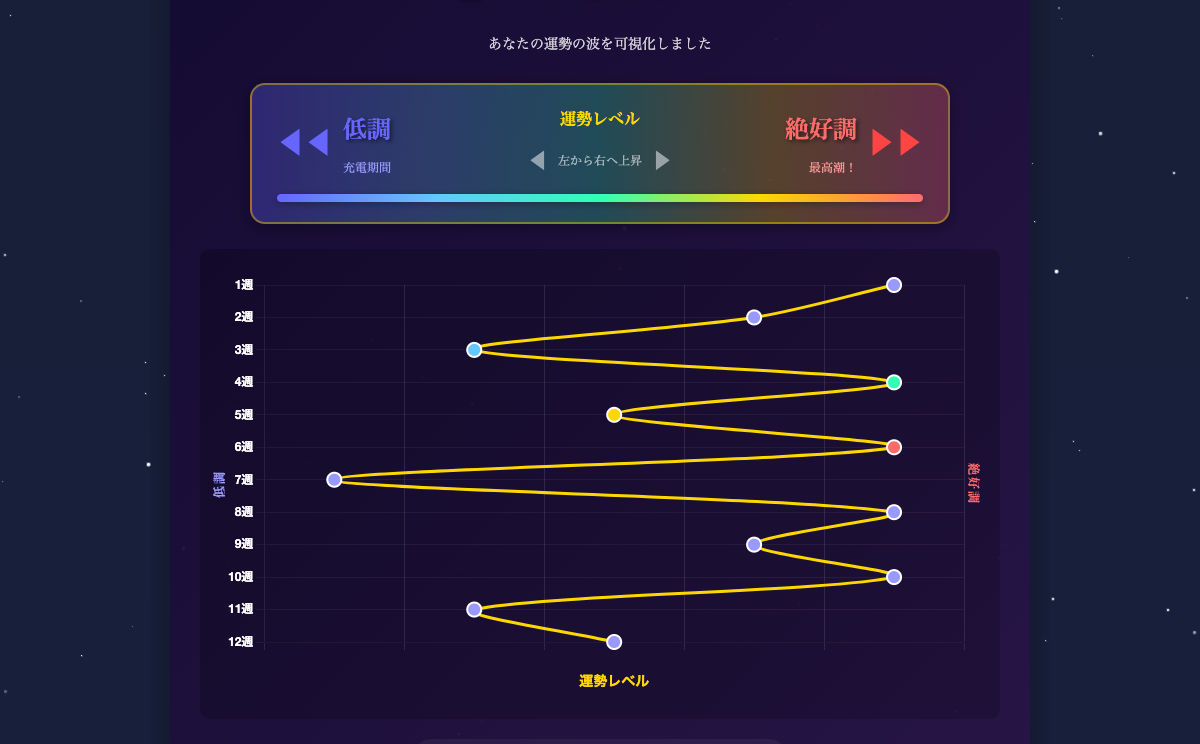 あなたの運勢の波を可視化しました
低調
充電期間
運勢レベル
左から右へ上昇
絶好調
最高潮！
1週
2週
3週
4週
5週
6週
7週
8週
9週
10週
11週
12週
低調
絶好調
運勢レベル